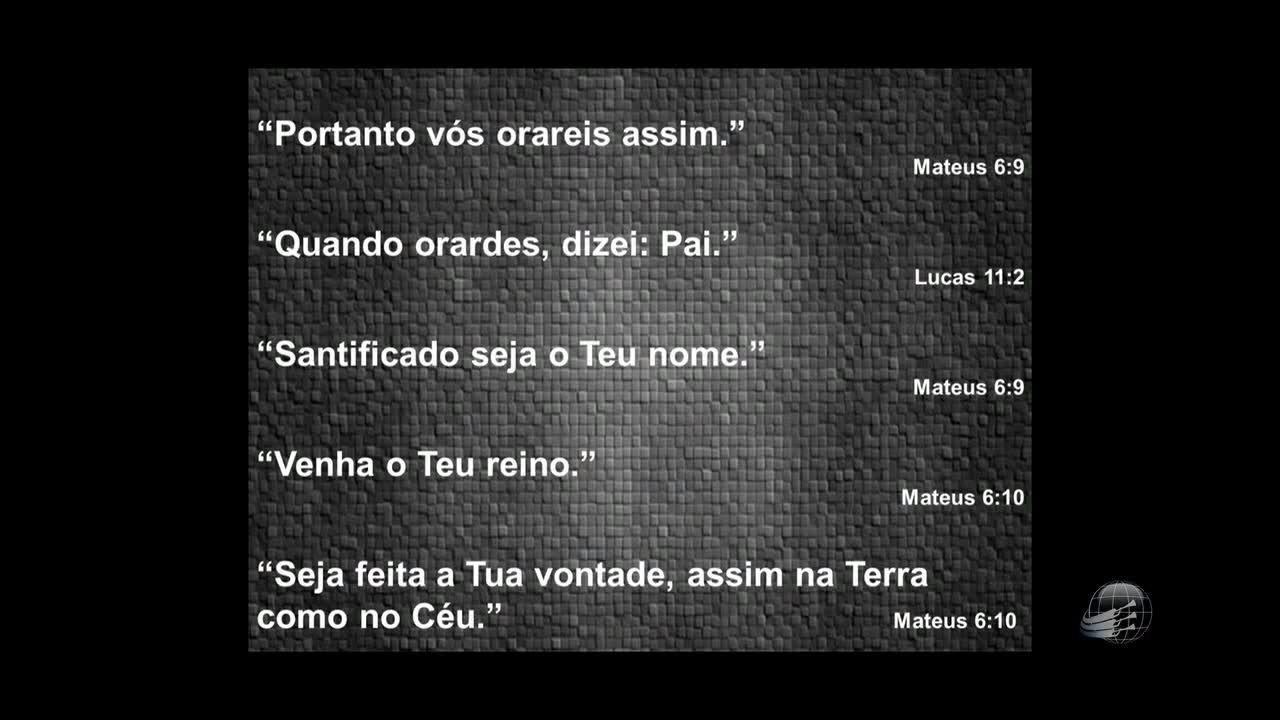 “Portanto vós orareis assim.”
Mateus 6:9
“Quando orardes, dizei: Pai.”
Lucas 11:2
“Santificado seja o Teu nome.”
Mateus 6:9
“Venha o Teu reino.”
Mateus 6:10
“Seja feita a Tua vontade, assim na Terra
como no Céu.”
Mateus 6:10